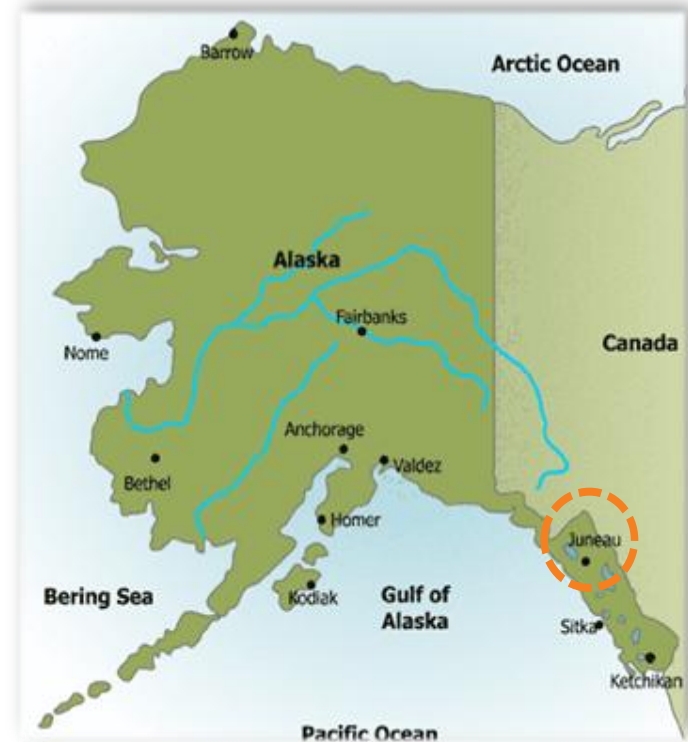 Barrow
Arctic Ocean
Alaska
Fairbanks
Nome
Canada
Anchorage
Valdez
Bethel
Homer
Juneau
Bering Sea
Kodiak
Gulf of
Alaska
Sitka
Ketchikan
Pacific Ocean